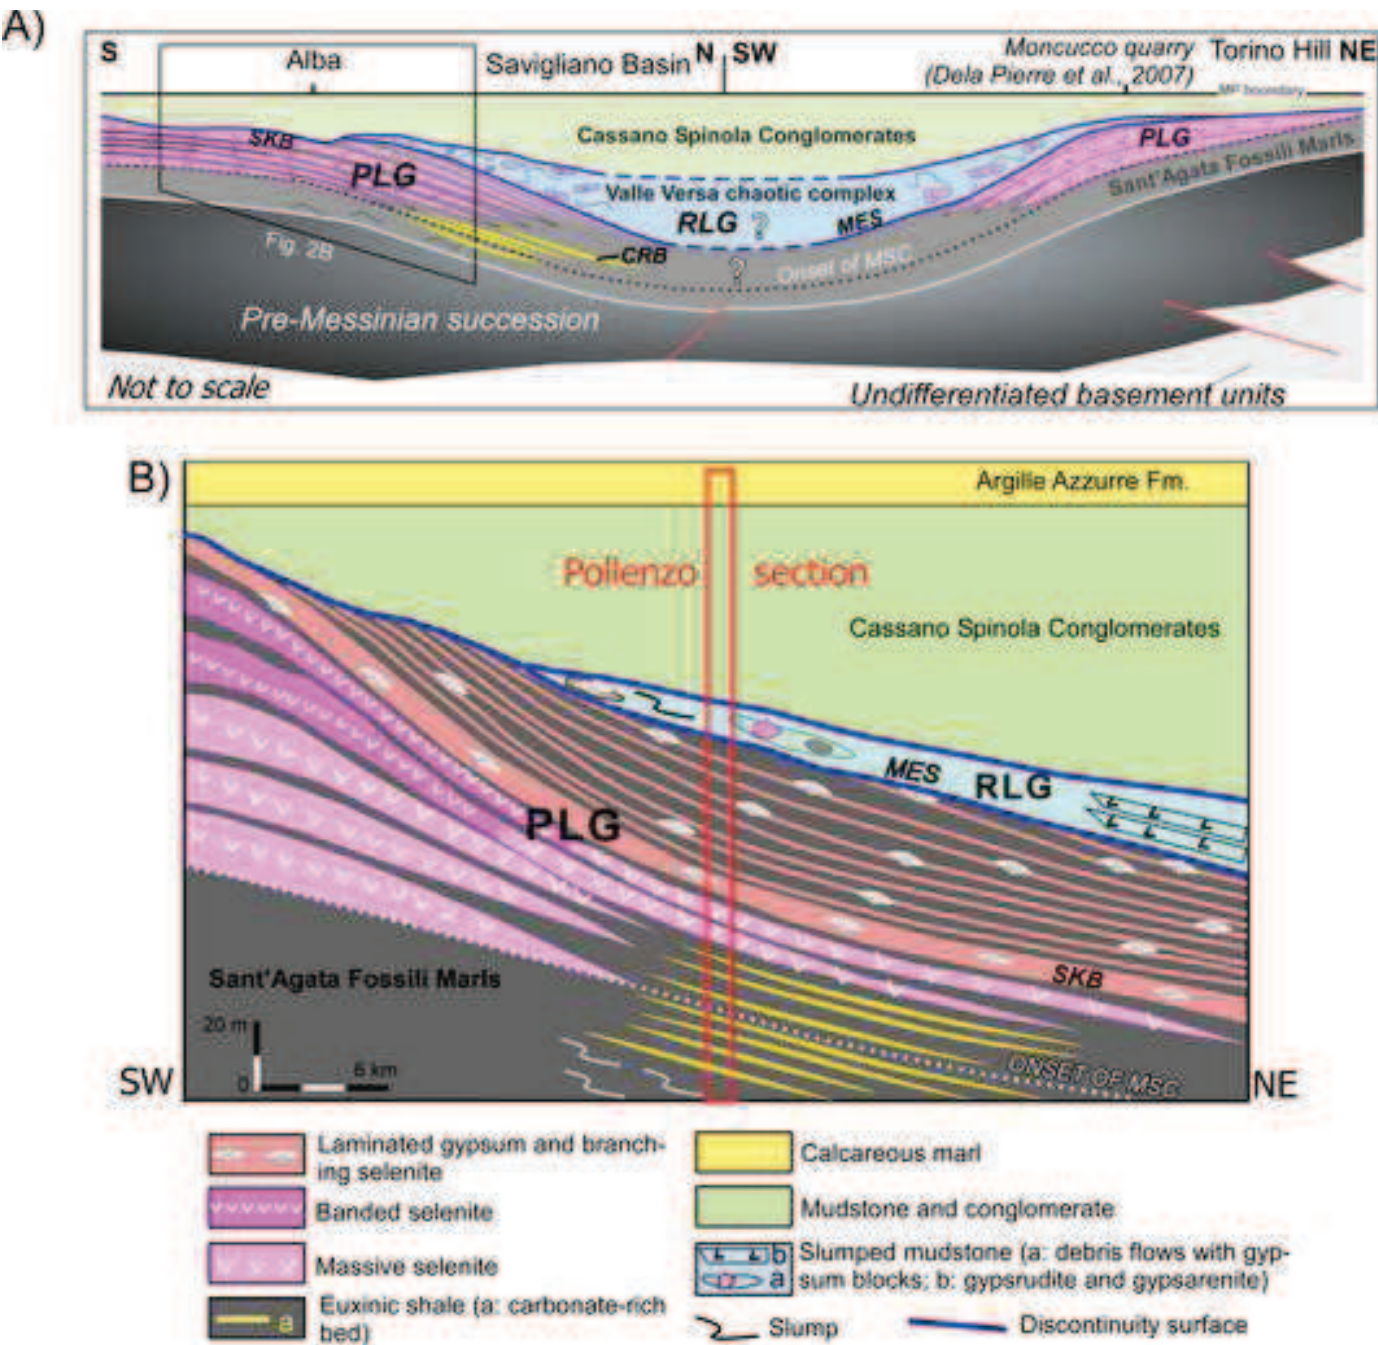 A)
S
Alba
Savigliano Basin
N
SW
Moncucco quarry
(Dela Pierre et al., 2007)
Torino Hill
NE
MP boundary
SKB
Cassano Spinola Conglomerates
PLG
PLG
Sant'Agata Fossili Marls
Valle Versa chaotic complex
RLG ?
MES
Fig. 2B
CRB
?
Onset of MSC
Pre-Messinian succession
Not to scale
Undifferentiated basement units
B)
Argille Azzurre Fm.
Pollenzo section
Cassano Spinola Conglomerates
MES
RLG
PLG
SKB
Sant'Agata Fossili Marls
20 m
0
6 km
ONSET OF MSC
SW
NE
Laminated gypsum and branch-
ing selenite
Banded selenite
Massive selenite
a
Euxinic shale (a: carbonate-rich
bed)
Calcareous marl
Mudstone and conglomerate
b
a
Slumped mudstone (a: debris flows with gyp-
sum blocks; b: gypsrudite and gypsarenite)
Slump
Discontinuity surface